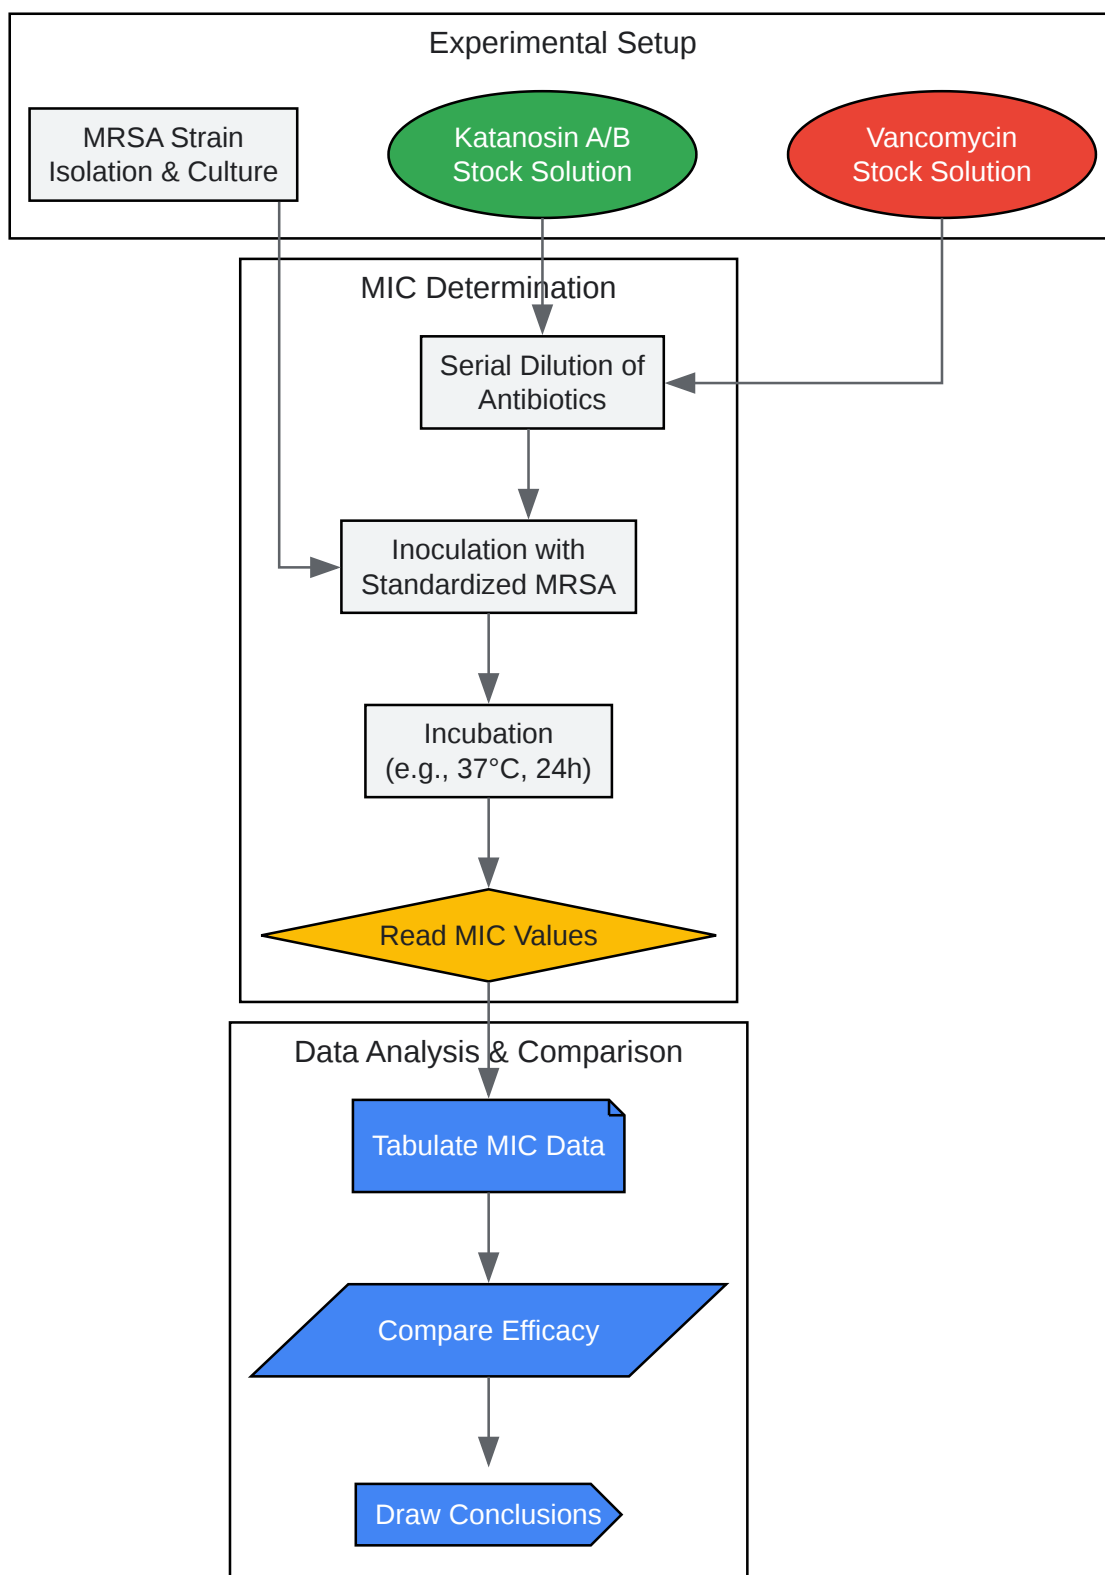 Experimental Setup
MRSA Strain
Isolation & Culture
Katanosin A/B
Stock Solution
Vancomycin
Stock Solution
MIC Determination
Serial Dilution of
Antibiotics
Inoculation with
Standardized MRSA
Incubation
(e.g., 37°C, 24h)
Read MIC Values
Data Analysis & Comparison
Tabulate MIC Data
Compare Efficacy
Draw Conclusions